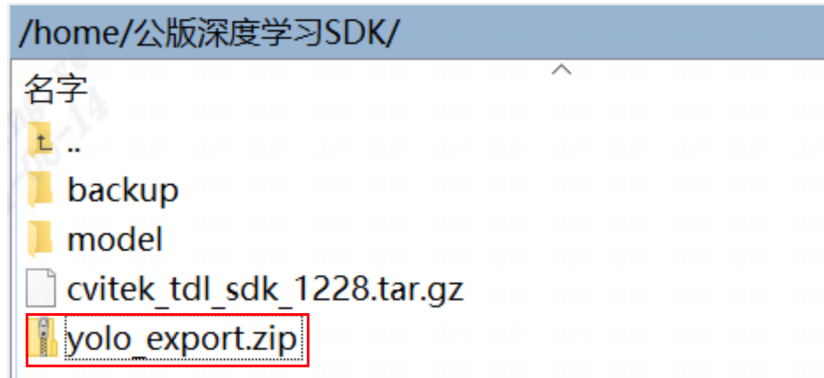 /home/公版深度学习SDK/
名字
..
backup
model
cvitek_tdl_sdk_1228.tar.gz
yolo_export.zip